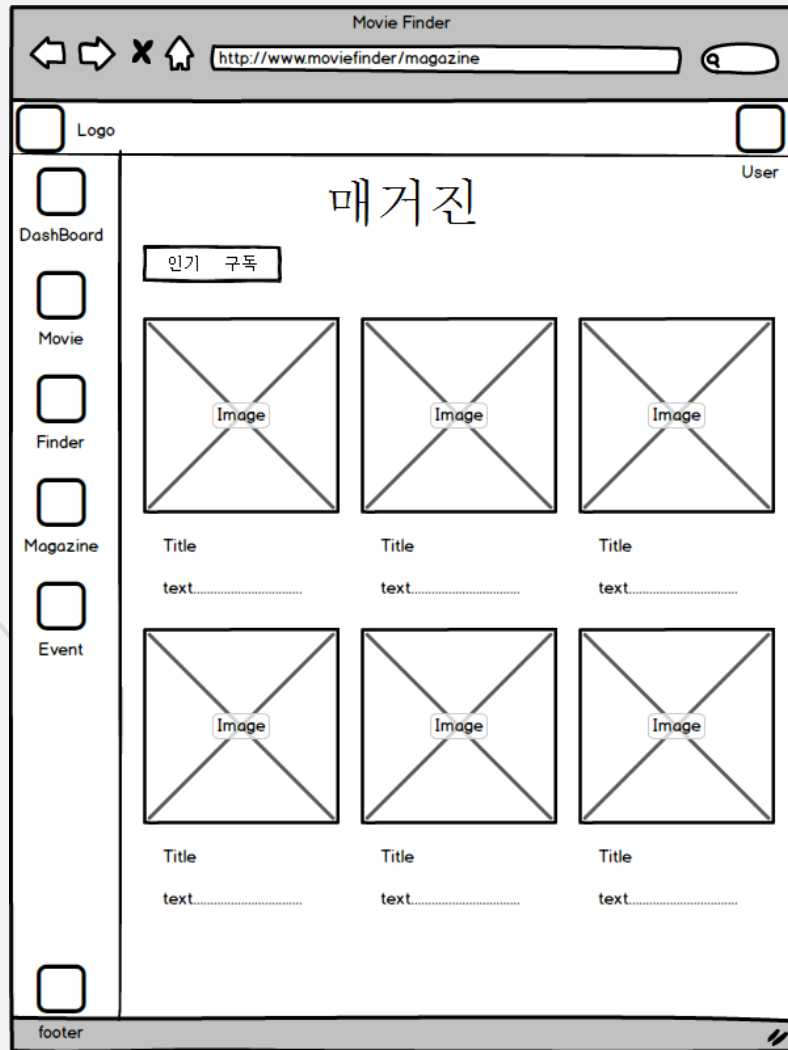 Movie Finder
http://www.moviefinder/magazine
Logo
User
매거진
DashBoard
인기 구독
Movie
Finder
Magazine
Event
Image Image Image
Title Title Title
text................................ text................................ text................................
Image Image Image
Title Title Title
text................................ text................................ text................................
footer